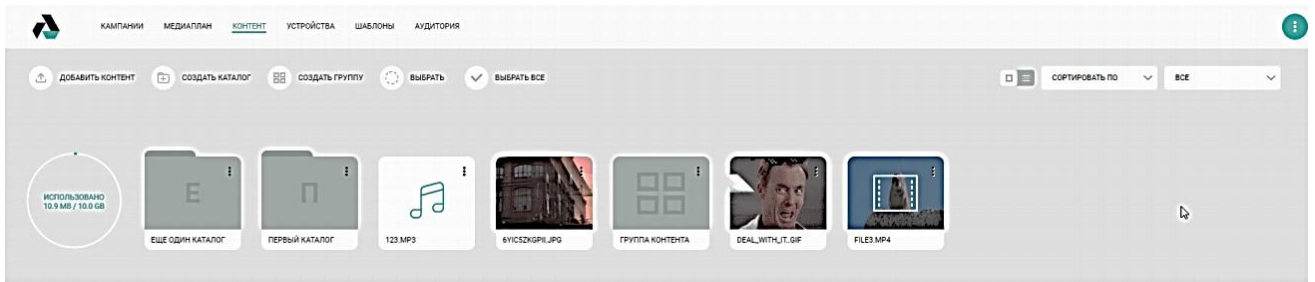 КАМПАНИИ МЕДИАПЛАН КОНТЕНТ УСТРОЙСТВА ШАБЛОНЫ АУДИТОРИЯ
ДОБАВИТЬ КОНТЕНТ СОЗДАТЬ КАТАЛОГ СОЗДАТЬ ГРУППУ ВЫБРАТЬ ВЫБРАТЬ ВСЕ СОРТИРОВАТЬ ПО ВСЕ
ИСПОЛЬЗОВАНО
10.9 MB / 10.0 GB
Е П
ЕЩЕ ОДИН КАТАЛОГ ПЕРВЫЙ КАТАЛОГ 123.MP3 6YICSZKGPII.JPG ГРУППА КОНТЕНТА DEAL_WITH_IT..GIF FILE3.MP4